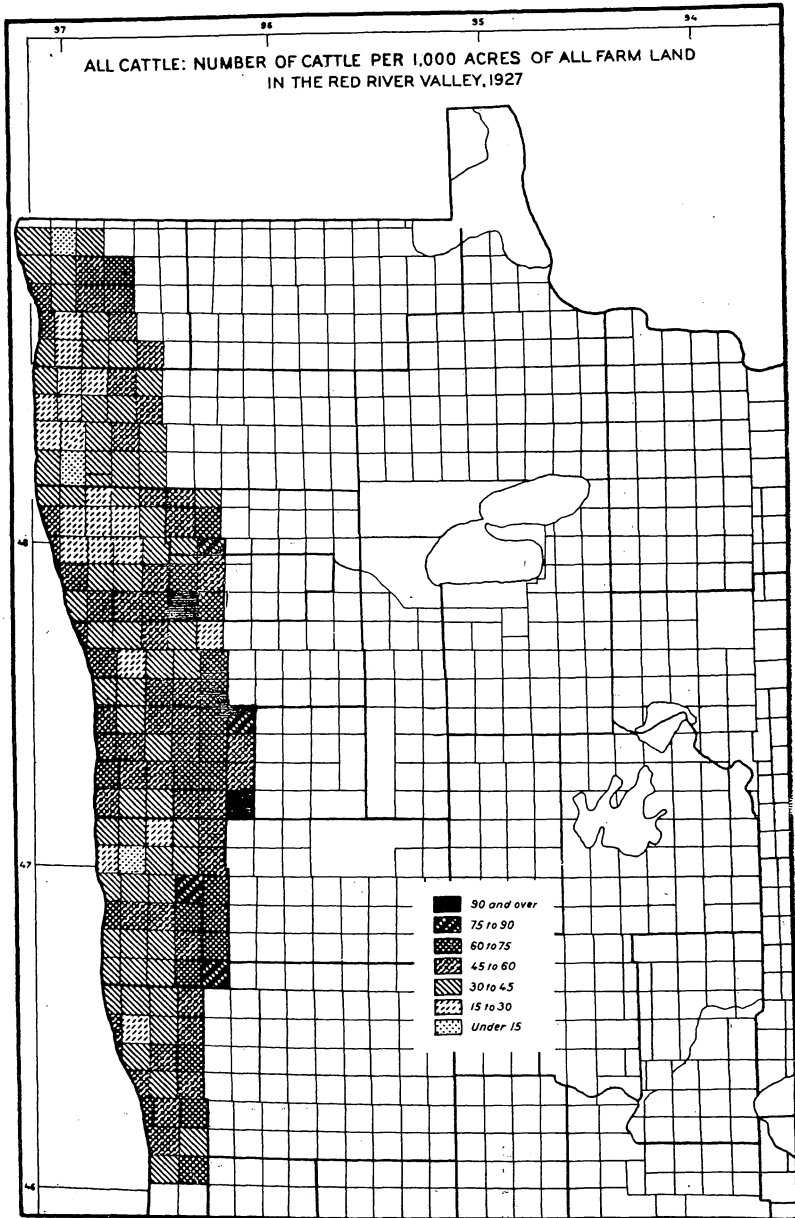 97 96 95 94
ALL CATTLE: NUMBER OF CATTLE PER 1,000 ACRES OF ALL FARM LAND
IN THE RED RIVER VALLEY, 1927
48
47
90 and over
75 to 90
60 to 75
45 to 60
30 to 45
15 to 30
Under 15
46